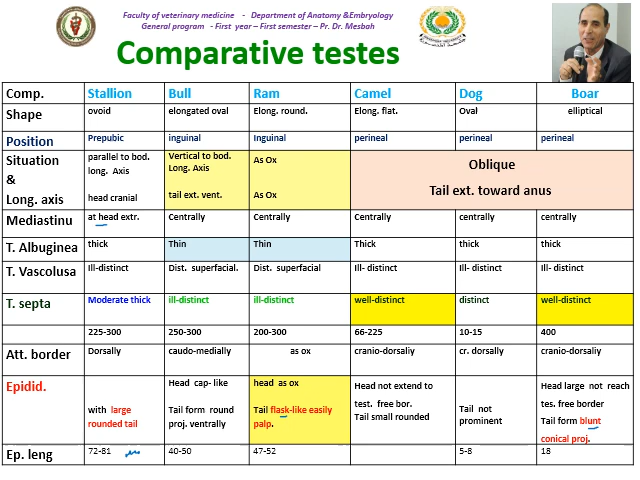 Faculty of veterinary medicine - Department of Anatomy &Embryology
General program - First year – First semester – Pr. Dr. Mesbah
Comparative testes
Comp. Stallion Bull Ram Camel Dog Boar
Shape ovoid elongated oval Elong. round. Elong. flat. Oval elliptical
Position Prepubic inguinal Inguinal perineal perineal perineal
Situation & Long. axis
parallel to bod. long. Axis
head cranial
Vertical to bod. Long. Axis
tail ext. vent.
As Ox
As Ox
Oblique
Tail ext. toward anus
Mediastinu at head extr. Centrally Centrally Centrally centrally centrally
T. Albuginea thick Thin Thin Thick thick thick
T. Vascolusa Ill-distinct Dist. superfacial. Dist. superfacial Ill- distinct Ill- distinct Ill- distinct
T. septa Moderate thick ill-distinct ill-distinct well-distinct distinct well-distinct
225-300 250-300 200-300 66-225 10-15 400
Att. border Dorsally caudo-medially as ox cranio-dorsaliy cr. dorsally cranio-dorsaliy
Epidid.
with large
rounded tail
Head cap- like
Tail form round
proj. ventrally
head as ox
Tail flask-like easily
palp.
Head not extend to
test. free bor.
Tail small rounded
Tail not
prominent
Head large not reach
tes. free border
Tail form blunt
conical proj.
Ep. leng 72-81 40-50 47-52 5-8 18